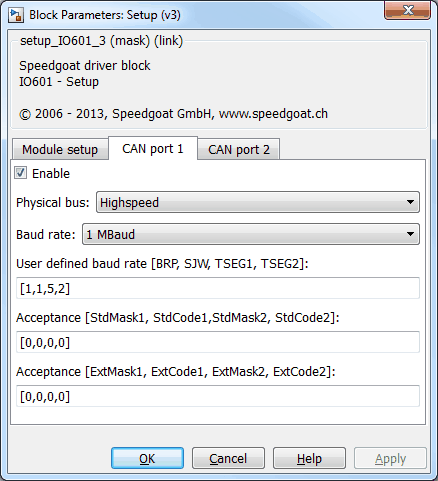 Block Parameters: Setup (v3)
setup_IO601_3 (mask) (link)
Speedgoat driver block
IO601 - Setup
© 2006 - 2013, Speedgoat GmbH, www.speedgoat.ch
Module setup CAN port 1 CAN port 2
Enable
Physical bus: Highspeed
Baud rate: 1 MBaud
User defined baud rate [BRP, SJW, TSEG1, TSEG2]:
[1,1,5,2]
Acceptance [StdMask1, StdCode1,StdMask2, StdCode2]:
[0,0,0,0]
Acceptance [ExtMask1, ExtCode1, ExtMask2, ExtCode2]:
[0,0,0,0]
OK Cancel Help Apply